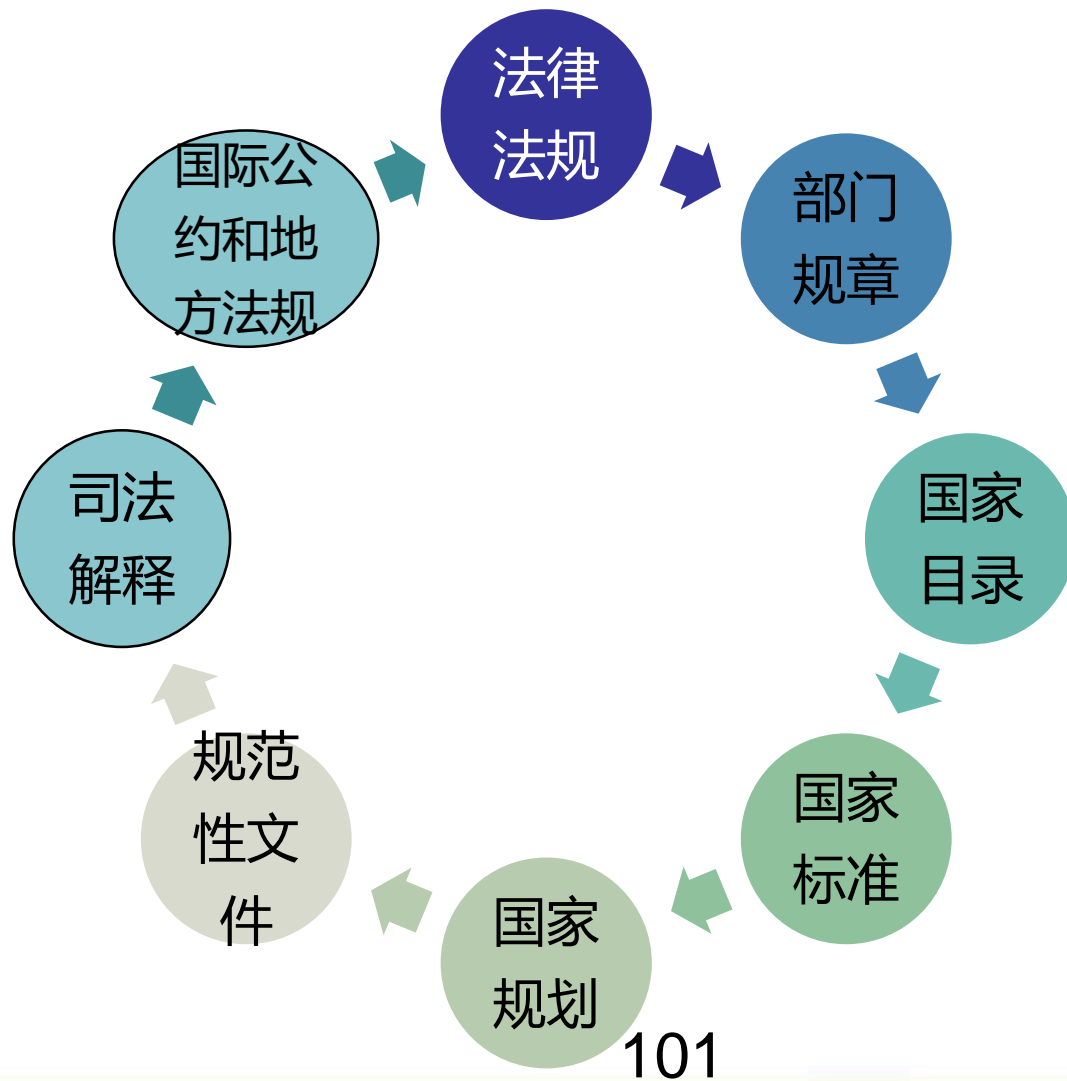 法律
法规
部门
规章
国家
目录
国家
标准
国家
规划
规范
性文
件
司法
解释
国际公
约和地
方法规
101